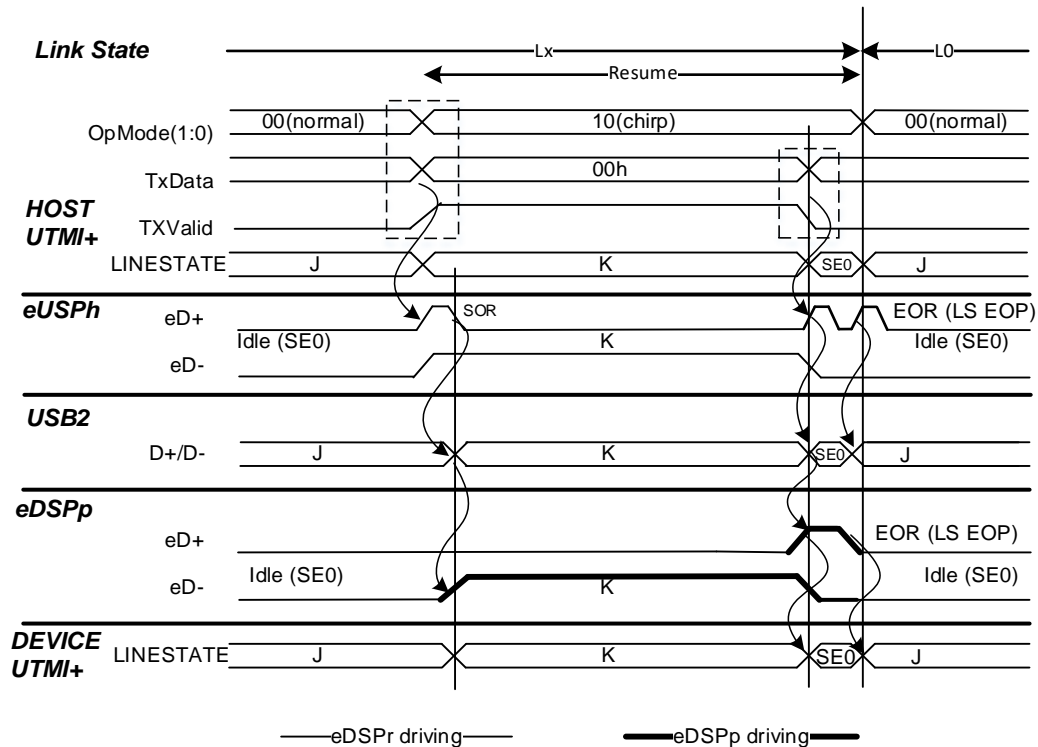 Link State
Lx
L0
Resume
OpMode(1:0)
00(normal)
10(chirp)
00(normal)
TxData
00h
HOST
UTMI+
TXValid
LINESTATE
J
K
SE0
J
eUSPh
eD+
SOR
EOR (LS EOP)
Idle (SE0)
K
Idle (SE0)
eD-
USB2
D+/D-
J
K
SE0
J
eDSPp
eD+
EOR (LS EOP)
Idle (SE0)
Idle (SE0)
eD-
K
DEVICE
UTMI+
LINESTATE
J
K
SE0
J
eDSPr driving
eDSPp driving